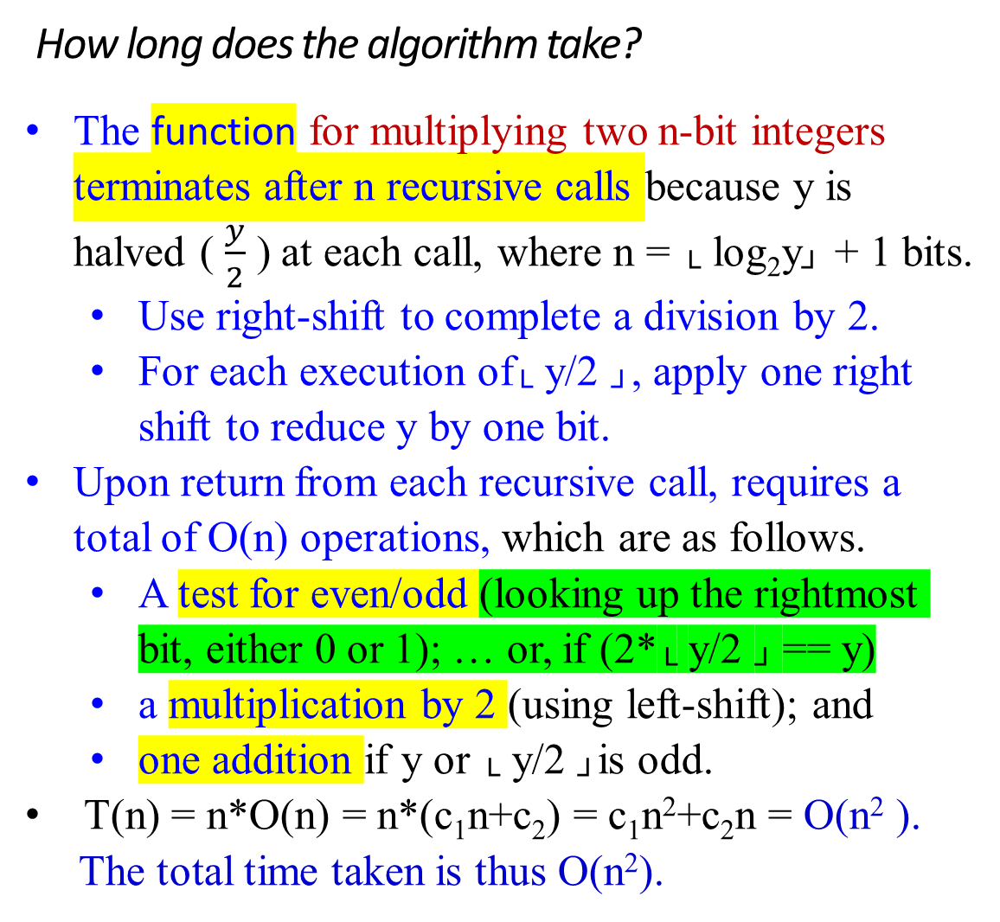 How long does the algorithm take?
• The function for multiplying two n-bit integers
terminates after n recursive calls because y is
halved ( y/2 ) at each call, where n = ⌞ log₂y⌟ + 1 bits.
• Use right-shift to complete a division by 2.
• For each execution of⌞ y/2 ⌟, apply one right
shift to reduce y by one bit.
• Upon return from each recursive call, requires a
total of O(n) operations, which are as follows.
• A test for even/odd (looking up the rightmost
bit, either 0 or 1); … or, if (2*⌞ y/2 ⌟ == y)
• a multiplication by 2 (using left-shift); and
• one addition if y or ⌞ y/2 ⌟is odd.
• T(n) = n*O(n) = n*(c₁n+c₂) = c₁n²+c₂n = O(n² ).
The total time taken is thus O(n²).